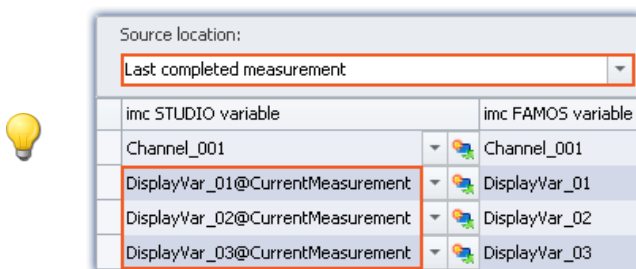 Source location:
Last completed measurement
imc STUDIO variable imc FAMOS variable
Channel_001 Channel_001
DisplayVar_01@CurrentMeasurement DisplayVar_01
DisplayVar_02@CurrentMeasurement DisplayVar_02
DisplayVar_03@CurrentMeasurement DisplayVar_03